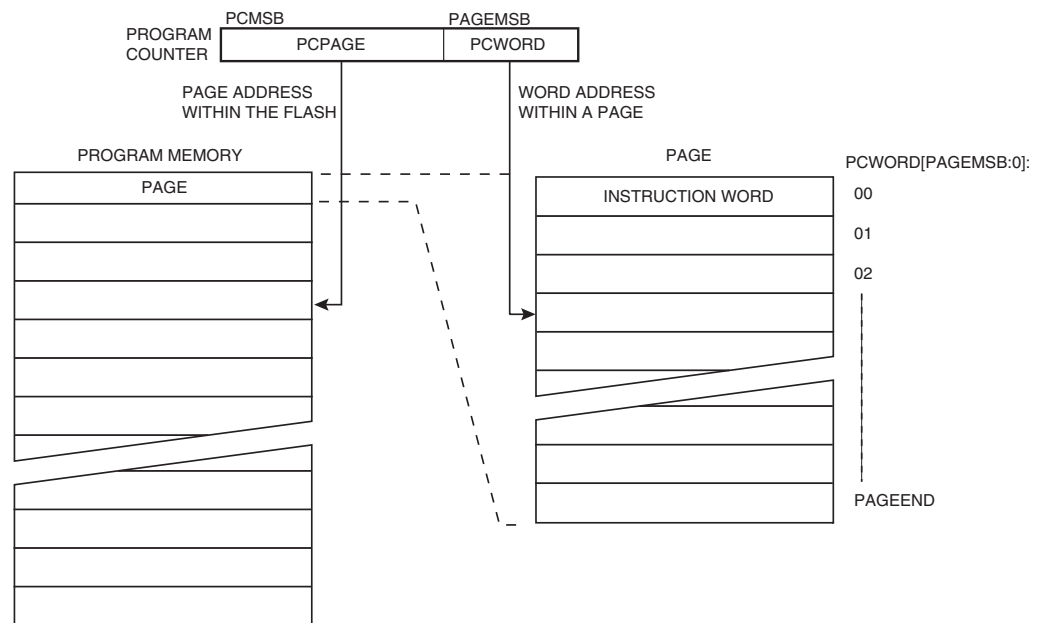 PCMSB
PAGEMSB
PROGRAM
COUNTER
PCPAGE
PCWORD
PAGE ADDRESS
WITHIN THE FLASH
WORD ADDRESS
WITHIN A PAGE
PROGRAM MEMORY
PAGE
PCWORD[PAGEMSB:0]:
PAGE
INSTRUCTION WORD
00
01
02
PAGEEND